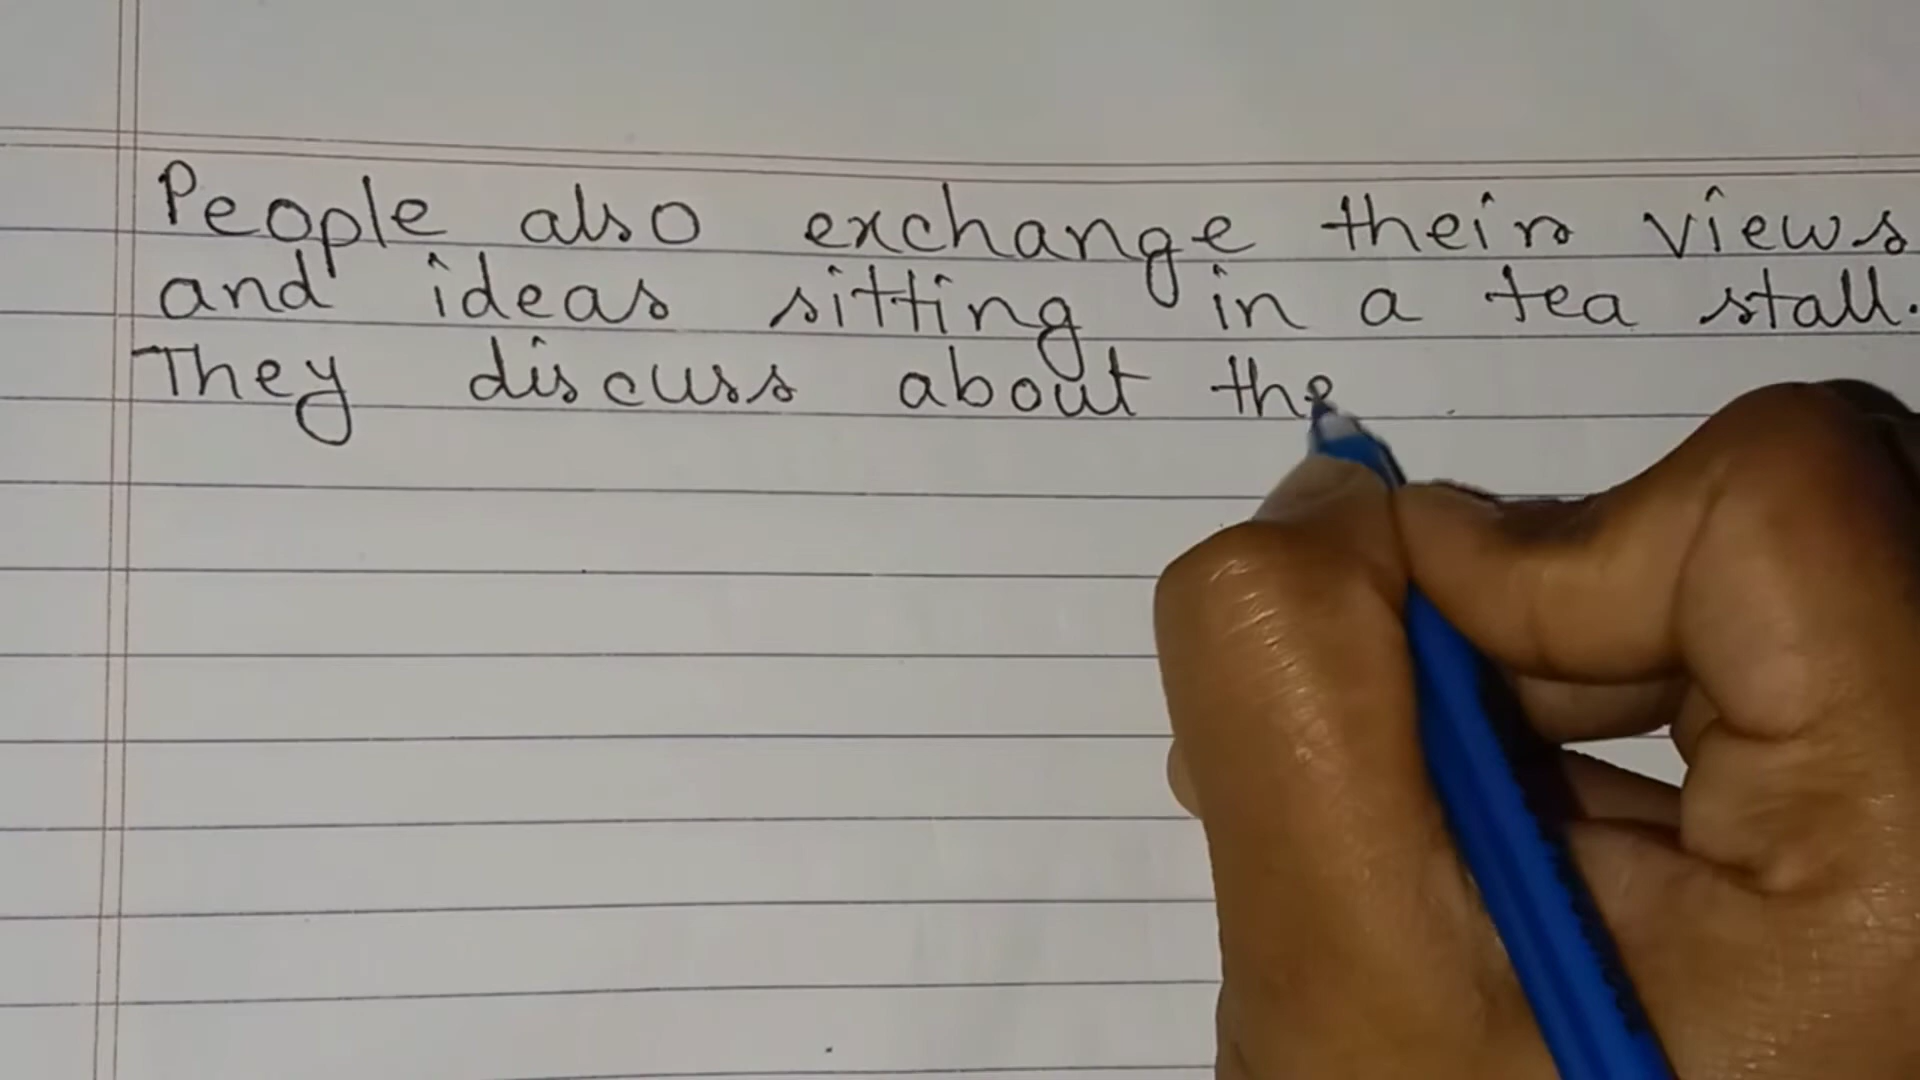 People also exchange their views
and ideas sitting in a tea stall.
They discuss about the